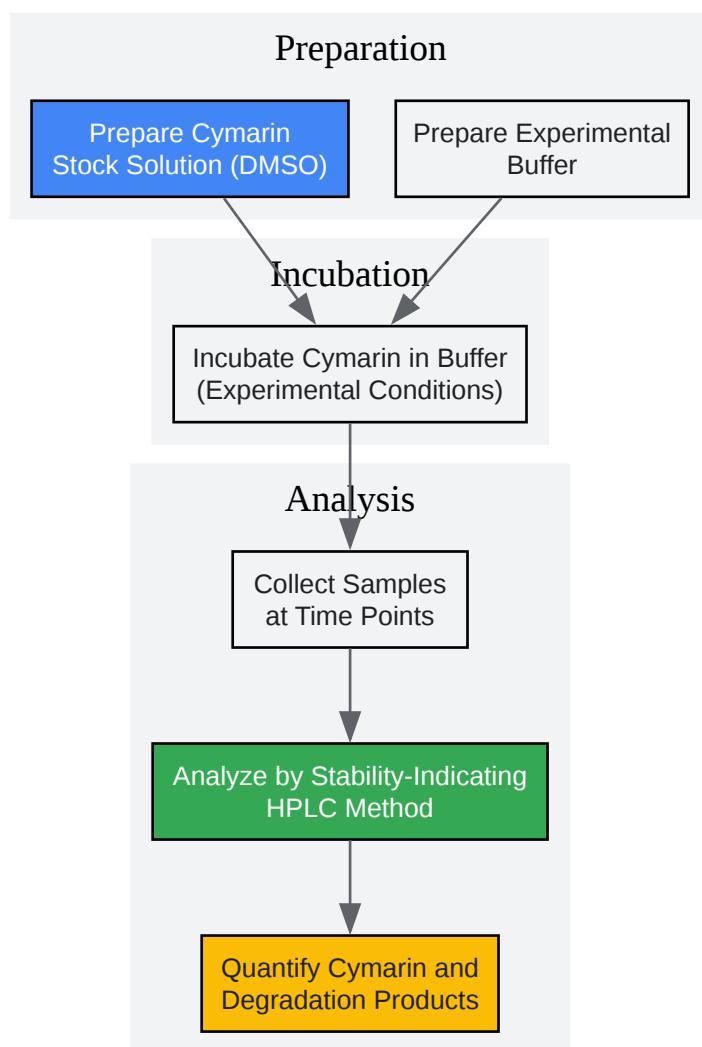 Preparation
Prepare Cymarin
Stock Solution (DMSO)
Prepare Experimental
Buffer
Incubation
Incubate Cymarin in Buffer
(Experimental Conditions)
Analysis
Collect Samples
at Time Points
Analyze by Stability-Indicating
HPLC Method
Quantify Cymarin and
Degradation Products